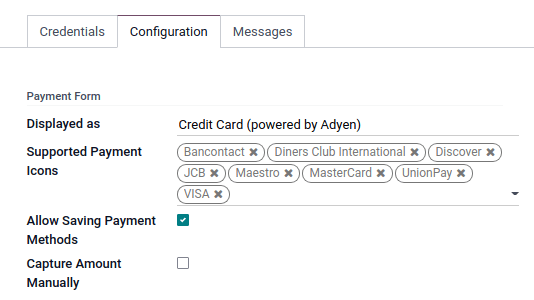 Credentials Configuration Messages
Payment Form
Displayed as Credit Card (powered by Adyen)
Supported Payment Bancontact ✖ Diners Club International ✖ Discover ✖
Icons JCB ✖ Maestro ✖ MasterCard ✖ UnionPay ✖
VISA ✖
Allow Saving Payment
Methods
Capture Amount
Manually